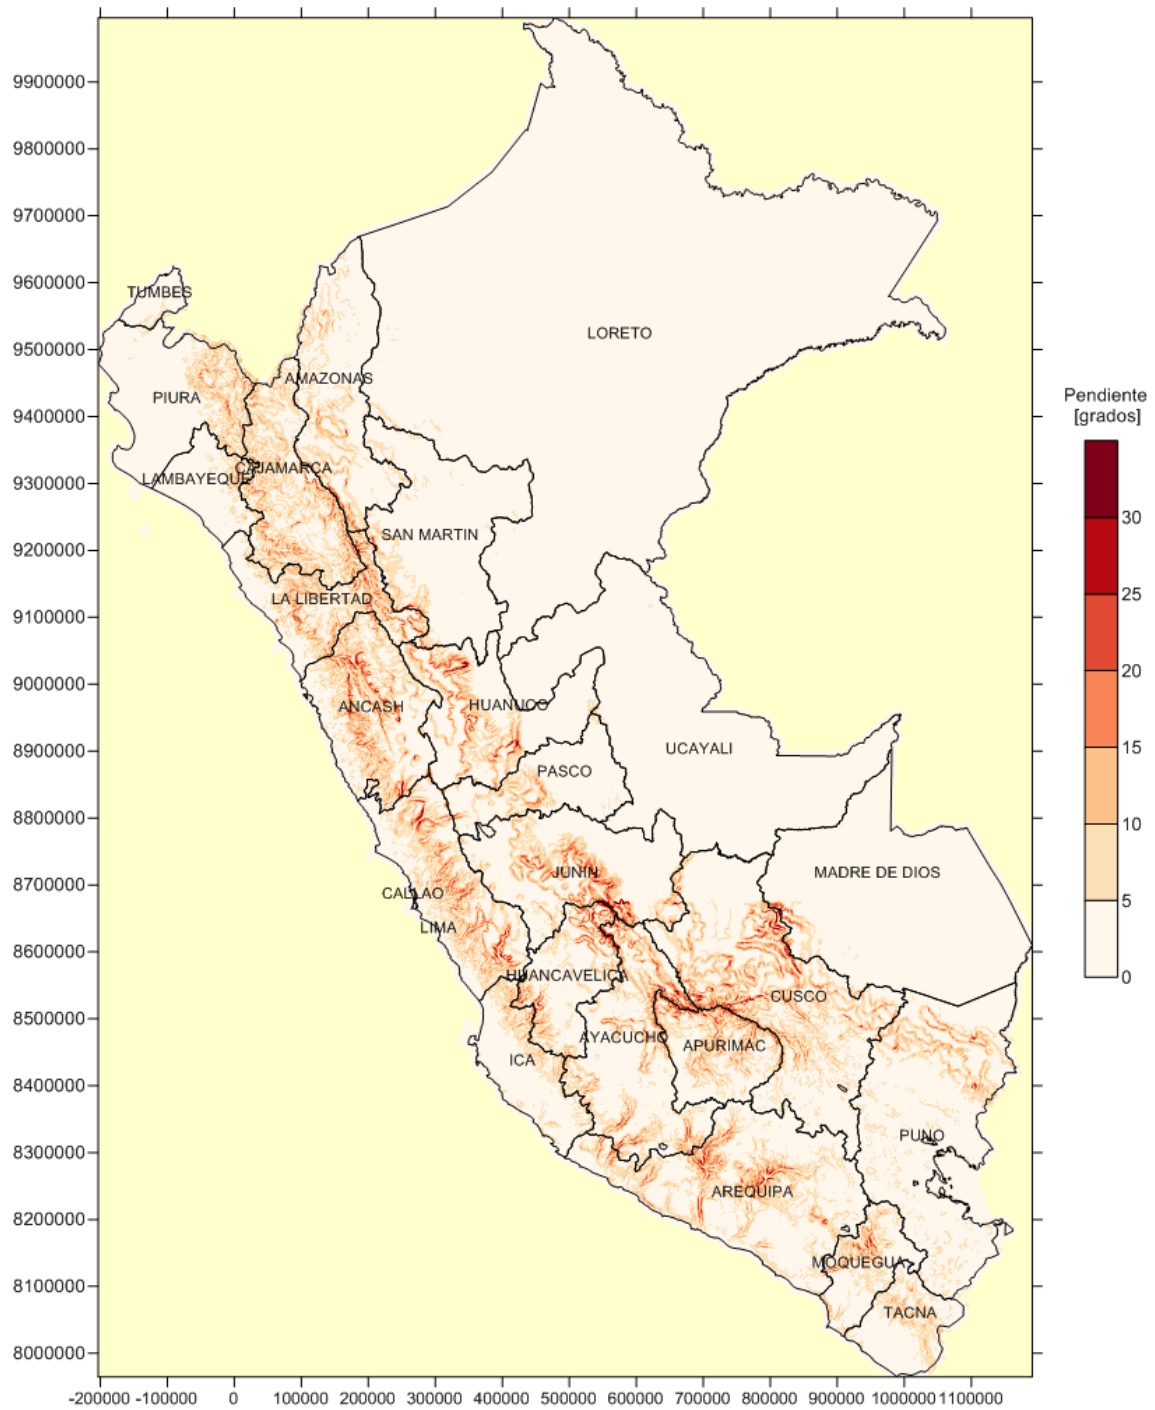 9900000
9800000
9700000
9600000
9500000
9400000
9300000
9200000
9100000
9000000
8900000
8800000
8700000
8600000
8500000
8400000
8300000
8200000
8100000
8000000
TUMBES
LORETO
AMAZONAS
PIURA
CAJAMARCA
LAMBAYEQUE
SAN MARTIN
LA LIBERTAD
ANCASH
HUANUCO
UCAYALI
PASCO
JUNIN
MADRE DE DIOS
CALLAO
LIMA
HUANCAVELICA
CUSCO
AYACUCHO
APURIMAC
ICA
PUNO
AREQUIPA
MOQUEGUA
TACNA
Pendiente
[grados]
30
25
20
15
10
5
0
-200000 -100000 0 100000 200000 300000 400000 500000 600000 700000 800000 900000 1000000 1100000